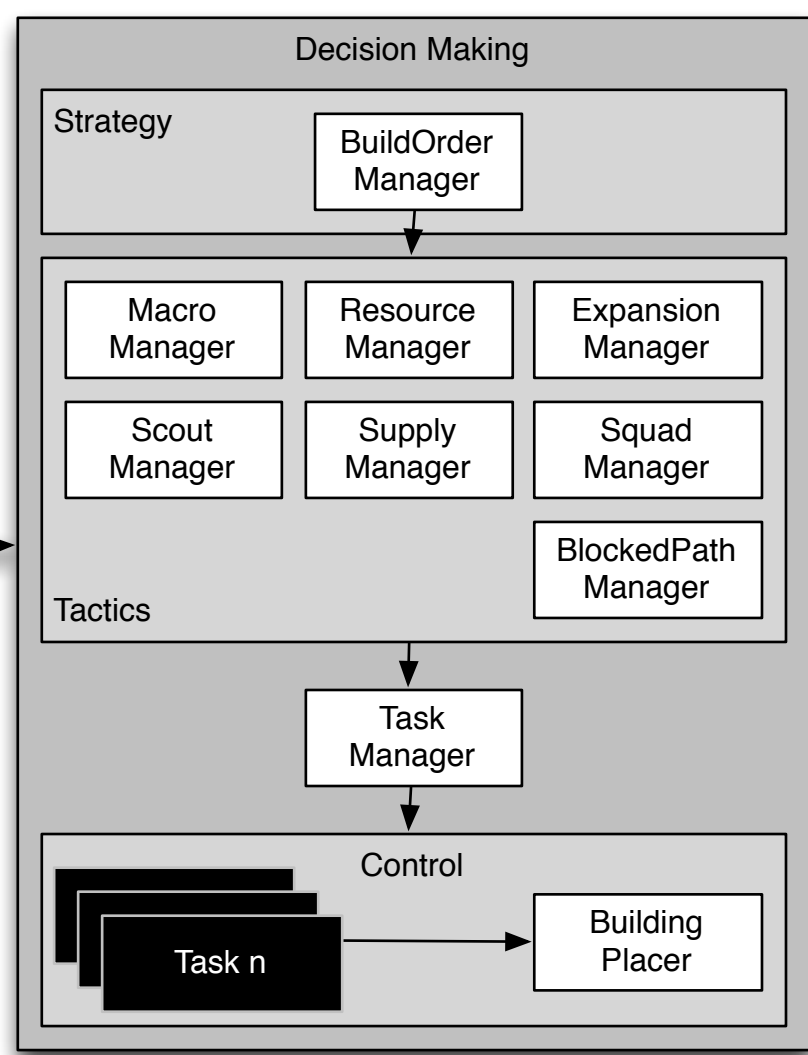 Decision Making
Strategy
BuildOrder
Manager
Macro
Manager
Resource
Manager
Expansion
Manager
Scout
Manager
Supply
Manager
Squad
Manager
BlockedPath
Manager
Tactics
Task
Manager
Control
Task n
Building
Placer